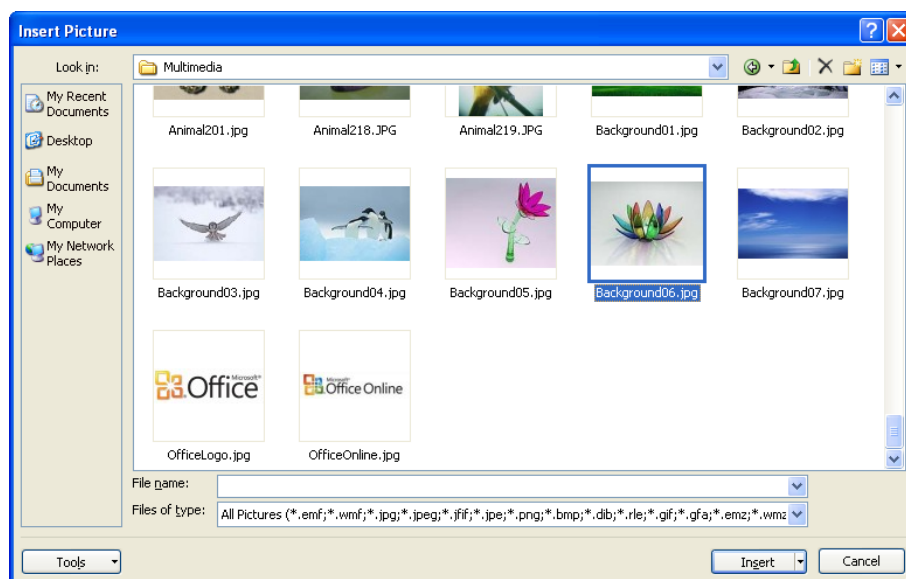 Insert Picture
Look in:
Multimedia
My Recent
Documents
Desktop
My
Documents
My
Computer
My Network
Places
Animal201.jpg
Animal218.JPG
Animal219.JPG
Background01.jpg
Background02.jpg
Background03.jpg
Background04.jpg
Background05.jpg
Background06.jpg
Background07.jpg
Microsoft®
Office
Microsoft®
Office Online
OfficeLogo.jpg
OfficeOnline.jpg
File name:
Files of type:
All Pictures (*.emf;*.wmf;*.jpg;*.jpeg;*.jfif;*.jpe;*.png;*.bmp;*.dib;*.rle;*.gif;*.gfa;*.emz;*.wmz
Tools
Insert
Cancel